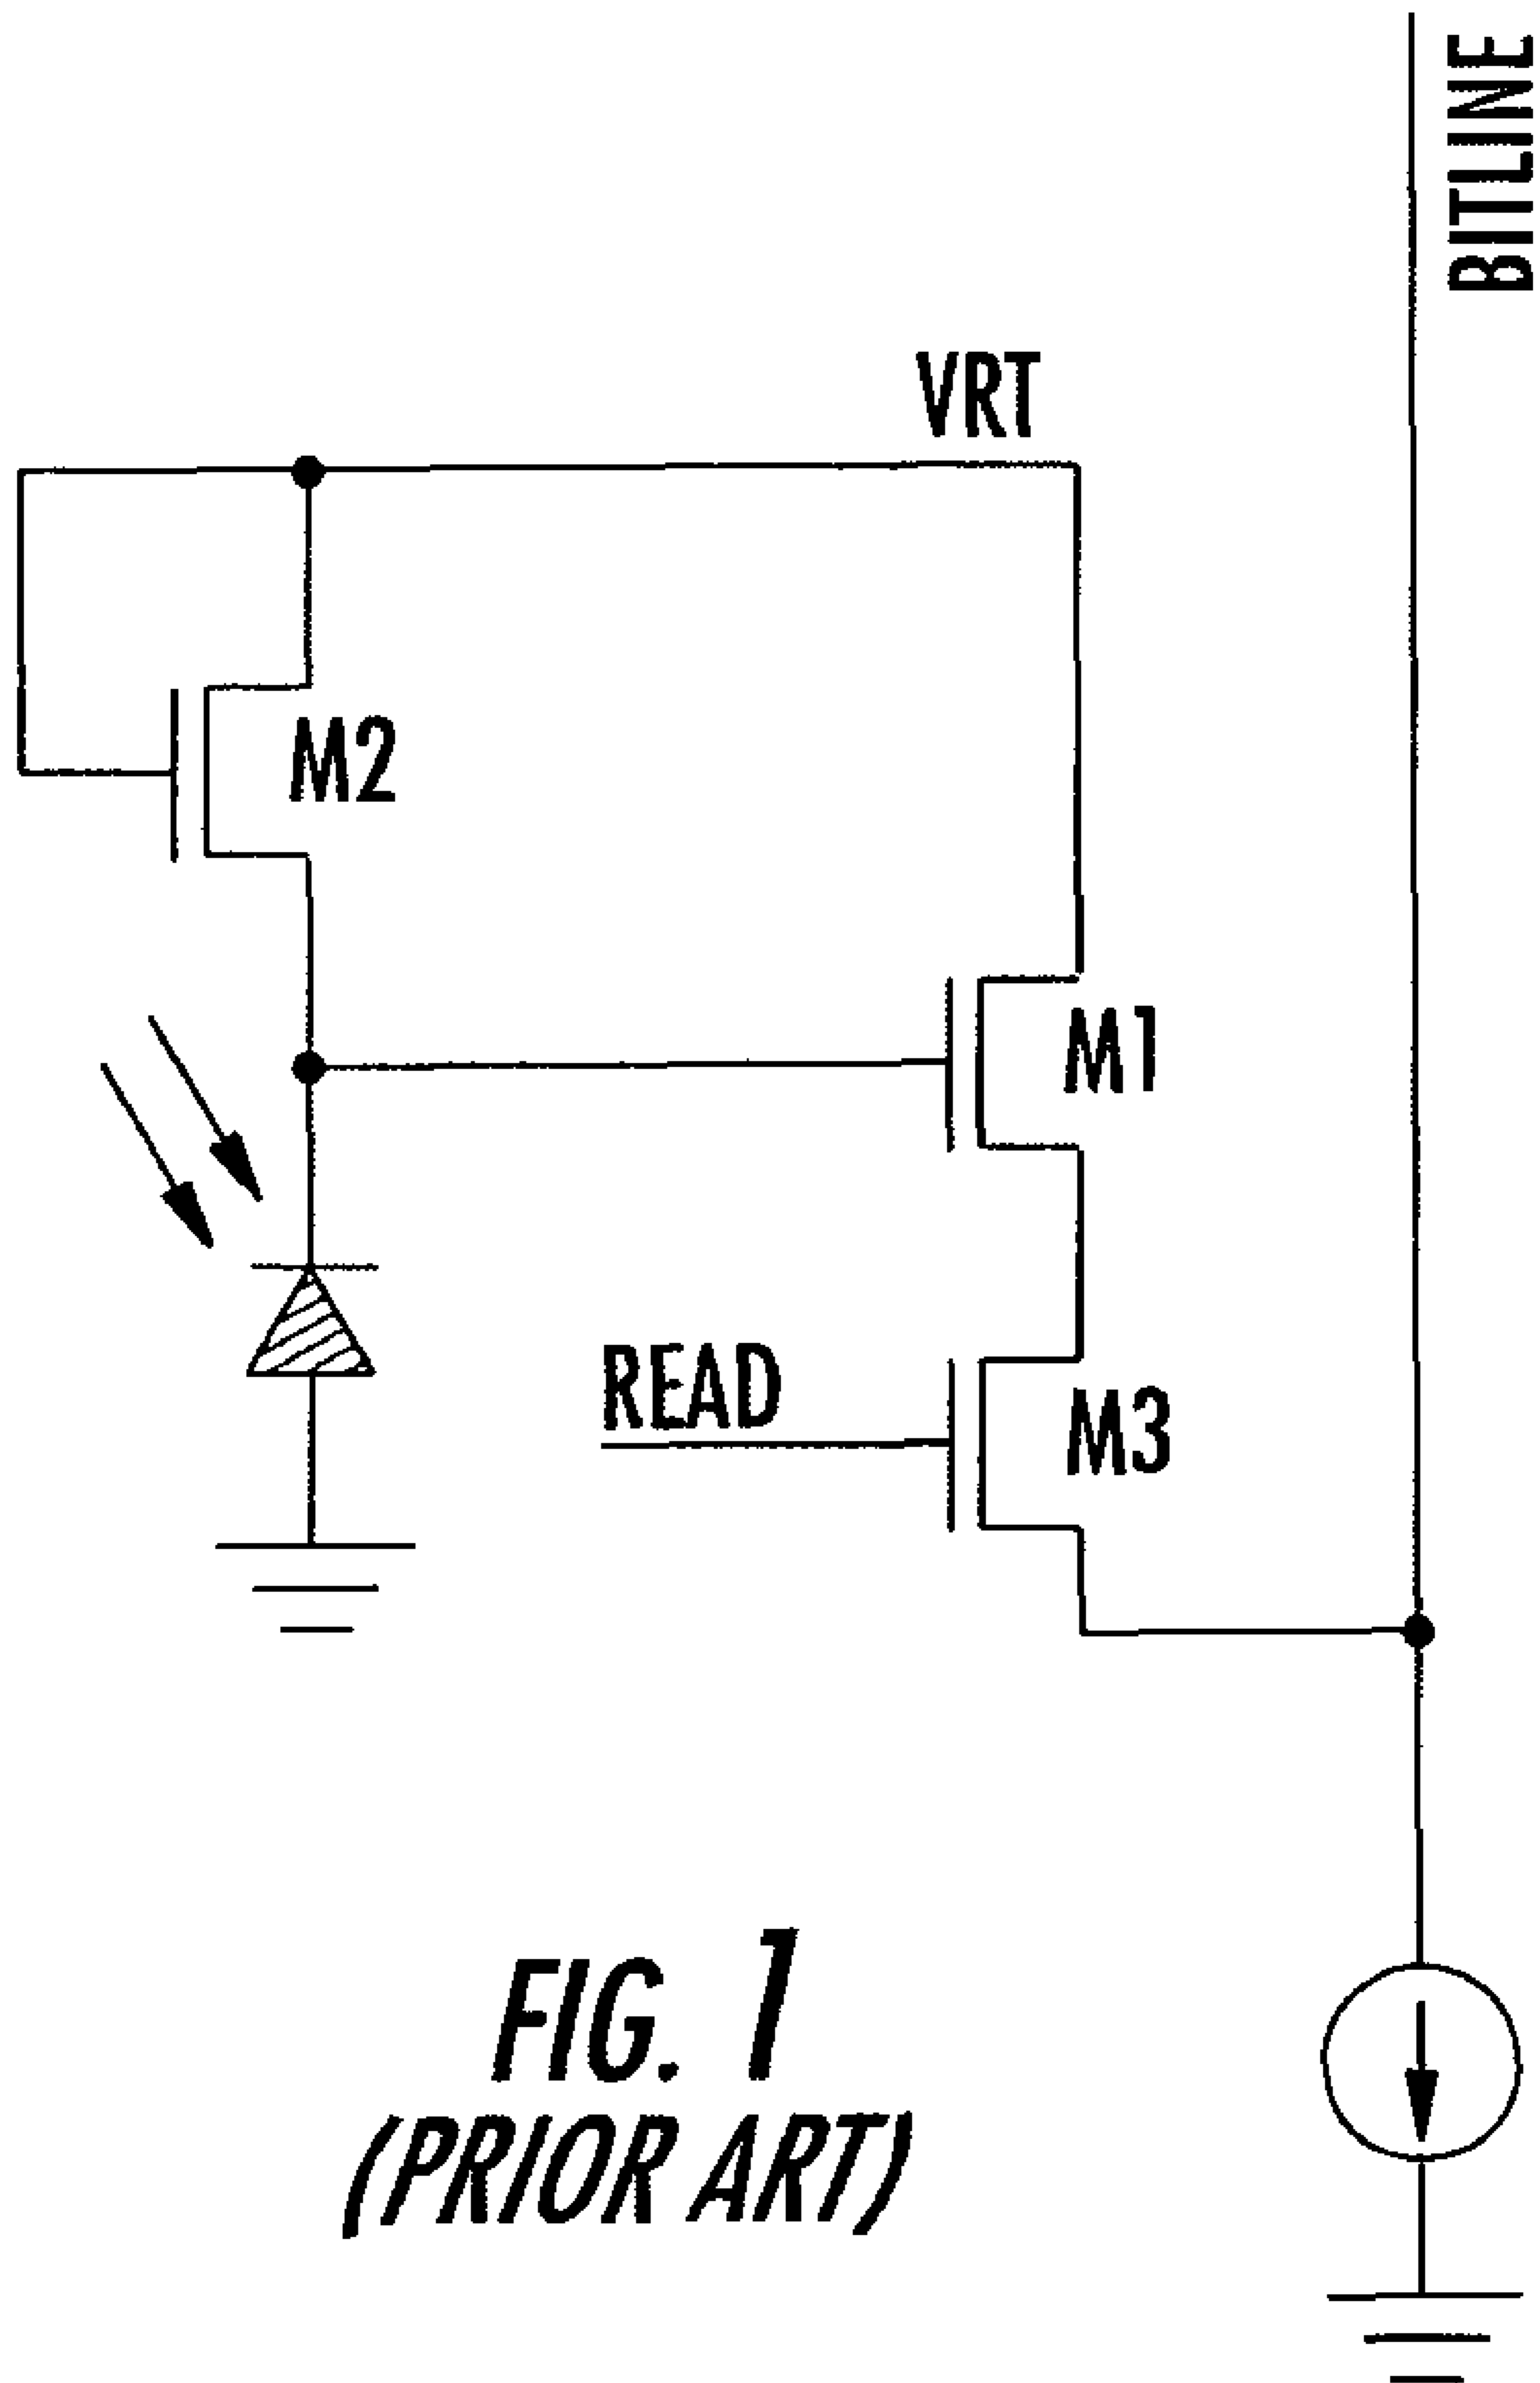 BITLINE
VRT
M2
M1
READ
M3
FIG. 1
(PRIOR ART)